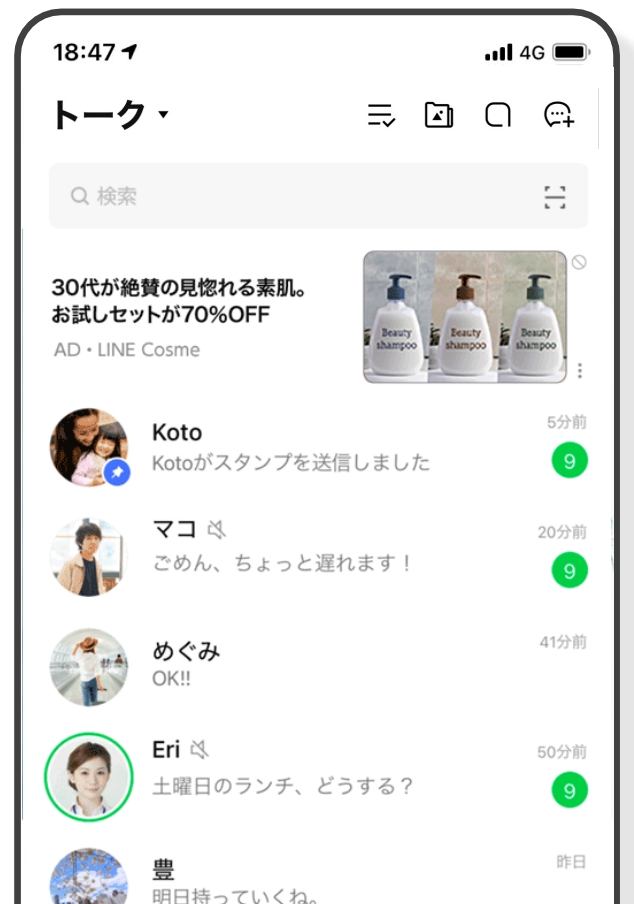 18:47
4G
トーク
検索
30代が絶賛の見惚れる素肌。
お試しセットが70%OFF
AD・LINE Cosme
Beauty
shampoo
Beauty
shampoo
Beauty
shampoo
Koto
5分前
Kotoがスタンプを送信しました
9
マコ
20分前
ごめん、ちょっと遅れます！
9
めぐみ
41分前
OK!!
Eri
50分前
土曜日のランチ、どうする？
9
豊
昨日
明日持っていくね。